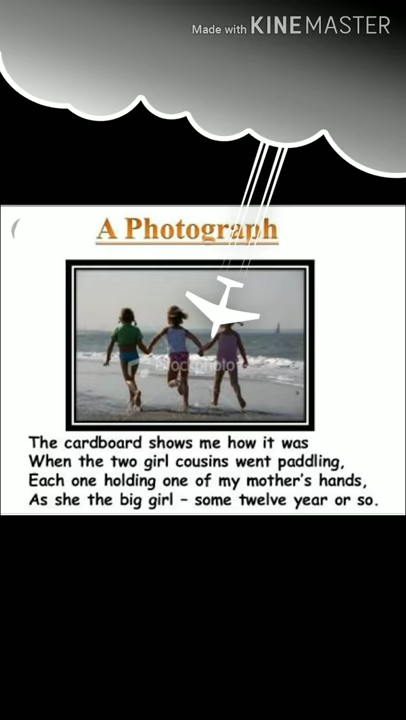 Made with KINEMASTER
A Photograph
iStockphoto
The cardboard shows me how it was
When the two girl cousins went paddling,
Each one holding one of my mother's hands,
As she the big girl – some twelve year or so.